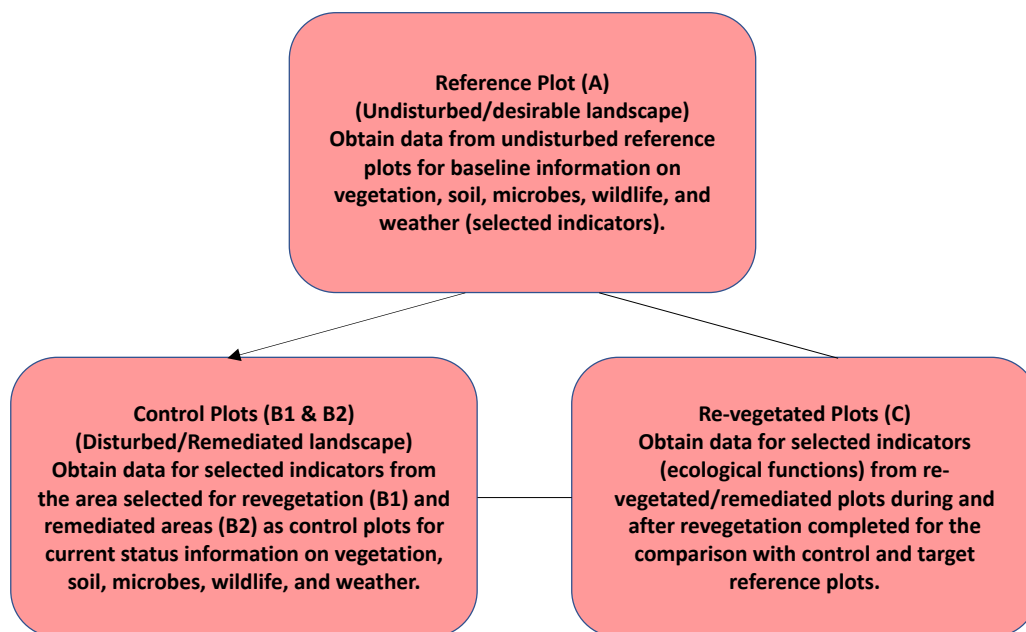 Reference Plot (A)
(Undisturbed/desirable landscape)
Obtain data from undisturbed reference
plots for baseline information on
vegetation, soil, microbes, wildlife, and
weather (selected indicators).
Control Plots (B1 & B2)
(Disturbed/Remediated landscape)
Obtain data for selected indicators from
the area selected for revegetation (B1) and
remediated areas (B2) as control plots for
current status information on vegetation,
soil, microbes, wildlife, and weather.
Re-vegetated Plots (C)
Obtain data for selected indicators
(ecological functions) from re-
vegetated/remediated plots during and
after revegetation completed for the
comparison with control and target
reference plots.